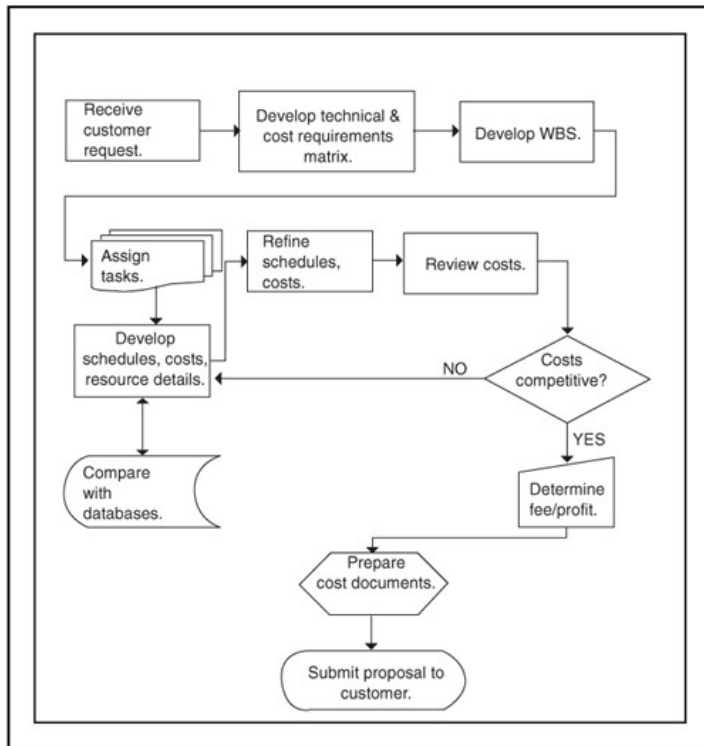 Receive
customer
request.
Develop technical &
cost requirements
matrix.
Develop WBS.
Assign
tasks.
Refine
schedules,
costs.
Review costs.
Develop
schedules, costs,
resource details.
NO
Costs
competitive?
YES
Compare
with
databases.
Determine
fee/profit.
Prepare
cost documents.
Submit proposal to
customer.